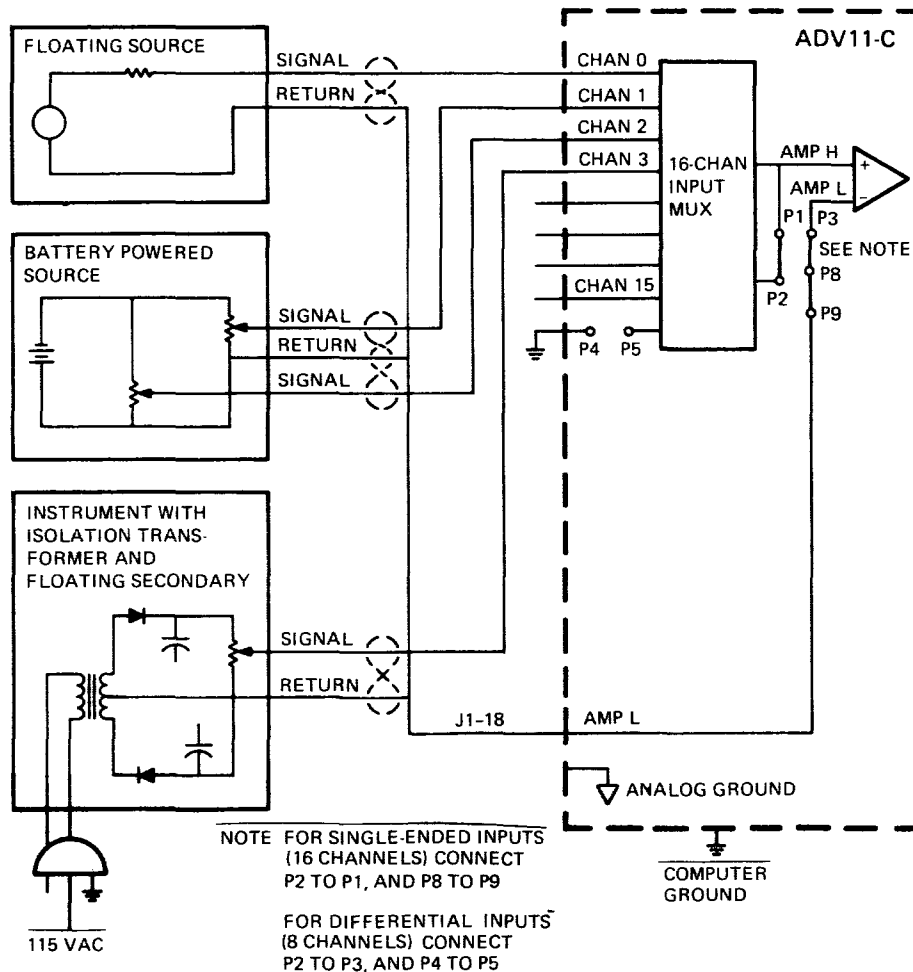 FLOATING SOURCE
SIGNAL
RETURN
ADV11-C
CHAN 0
CHAN 1
CHAN 2
CHAN 3
CHAN 15
16-CHAN
INPUT
MUX
AMP H
AMP L
+
−
P1
P3
SEE NOTE
P8
P2
P9
P4
P5
BATTERY POWERED
SOURCE
SIGNAL
RETURN
SIGNAL
INSTRUMENT WITH
ISOLATION TRANS-
FORMER AND
FLOATING SECONDARY
SIGNAL
RETURN
J1-18
AMP L
ANALOG GROUND
COMPUTER
GROUND
115 VAC
NOTE FOR SINGLE-ENDED INPUTS
(16 CHANNELS) CONNECT
P2 TO P1, AND P8 TO P9
FOR DIFFERENTIAL INPUTS
(8 CHANNELS) CONNECT
P2 TO P3, AND P4 TO P5